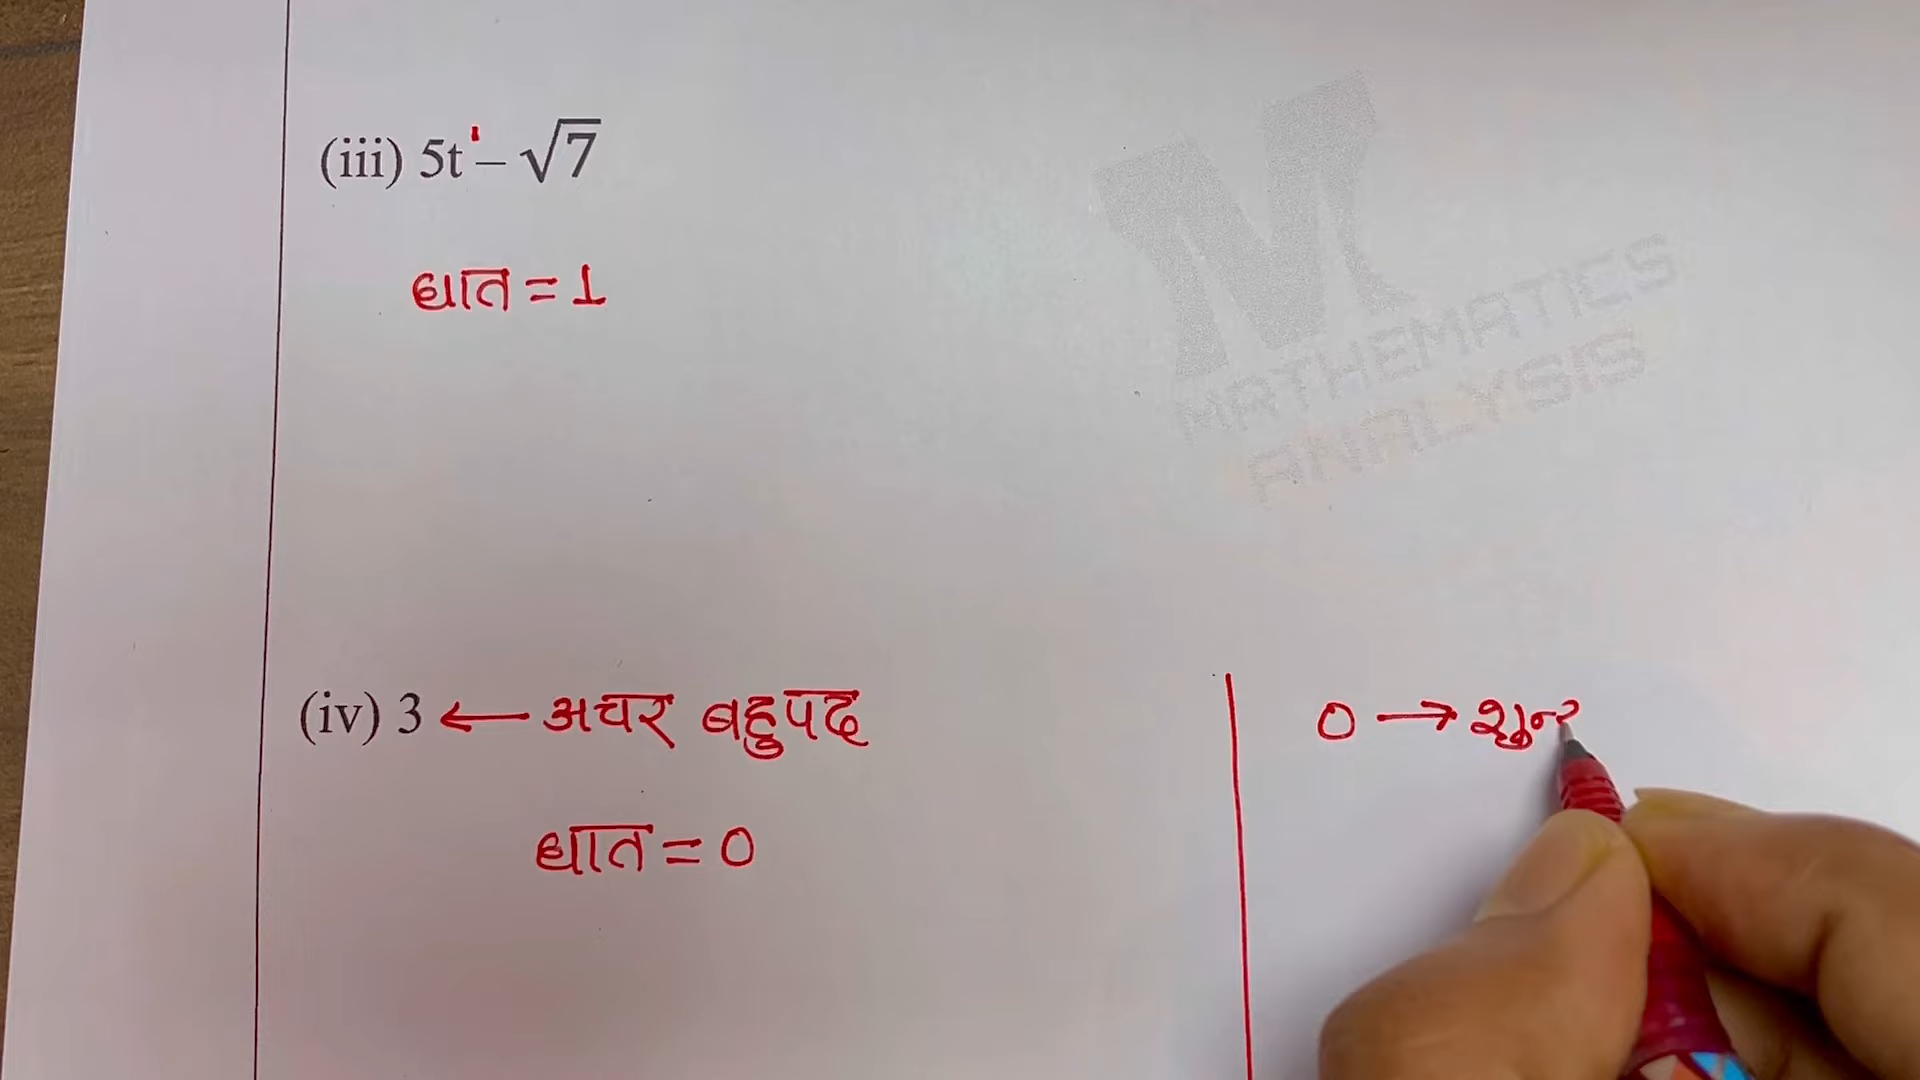 (iii) 5t¹ – √7
घात = 1
MATHEMATICS
ANALYSIS
(iv) 3 ← अचर बहुपद
0 →
घात = 0